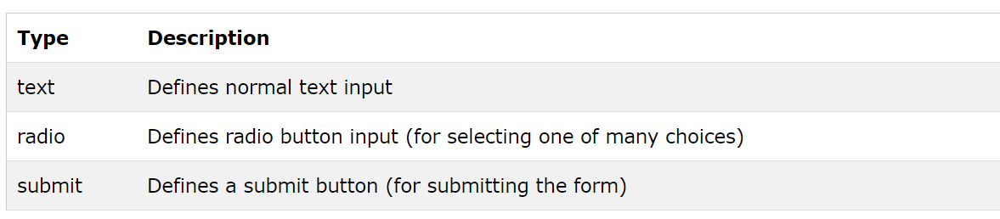 Type Description
text Defines normal text input
radio Defines radio button input (for selecting one of many choices)
submit Defines a submit button (for submitting the form)